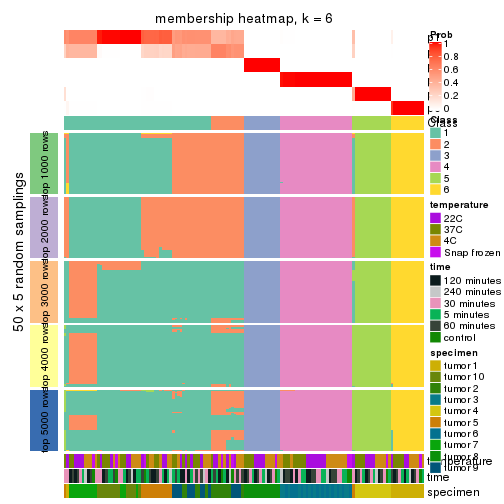 membership heatmap, k = 6
50 x 5 random samplings
top 1000 rows
top 2000 rows
top 3000 rows
top 4000 rows
top 5000 rows
Prob
1
0.8
0.6
0.4
0.2
0
Class
Class
1
2
3
4
5
6
temperature
22C
37C
4C
Snap frozen
time
120 minutes
240 minutes
30 minutes
5 minutes
60 minutes
control
specimen
tumor 1
tumor 10
tumor 2
tumor 3
tumor 4
tumor 5
tumor 6
tumor 7
tumor 8
tumor 9
temperature
time
specimen